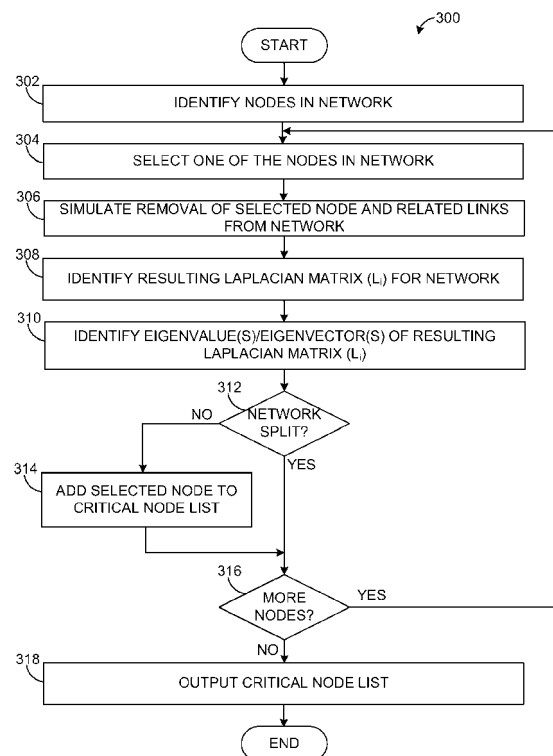 300
START
302
IDENTIFY NODES IN NETWORK
304
SELECT ONE OF THE NODES IN NETWORK
306
SIMULATE REMOVAL OF SELECTED NODE AND RELATED LINKS
FROM NETWORK
308
IDENTIFY RESULTING LAPLACIAN MATRIX (Li) FOR NETWORK
310
IDENTIFY EIGENVALUE(S)/EIGENVECTOR(S) OF RESULTING
LAPLACIAN MATRIX (Li)
312
NO
NETWORK
SPLIT?
YES
314
ADD SELECTED NODE TO
CRITICAL NODE LIST
316
MORE
NODES?
YES
NO
318
OUTPUT CRITICAL NODE LIST
END